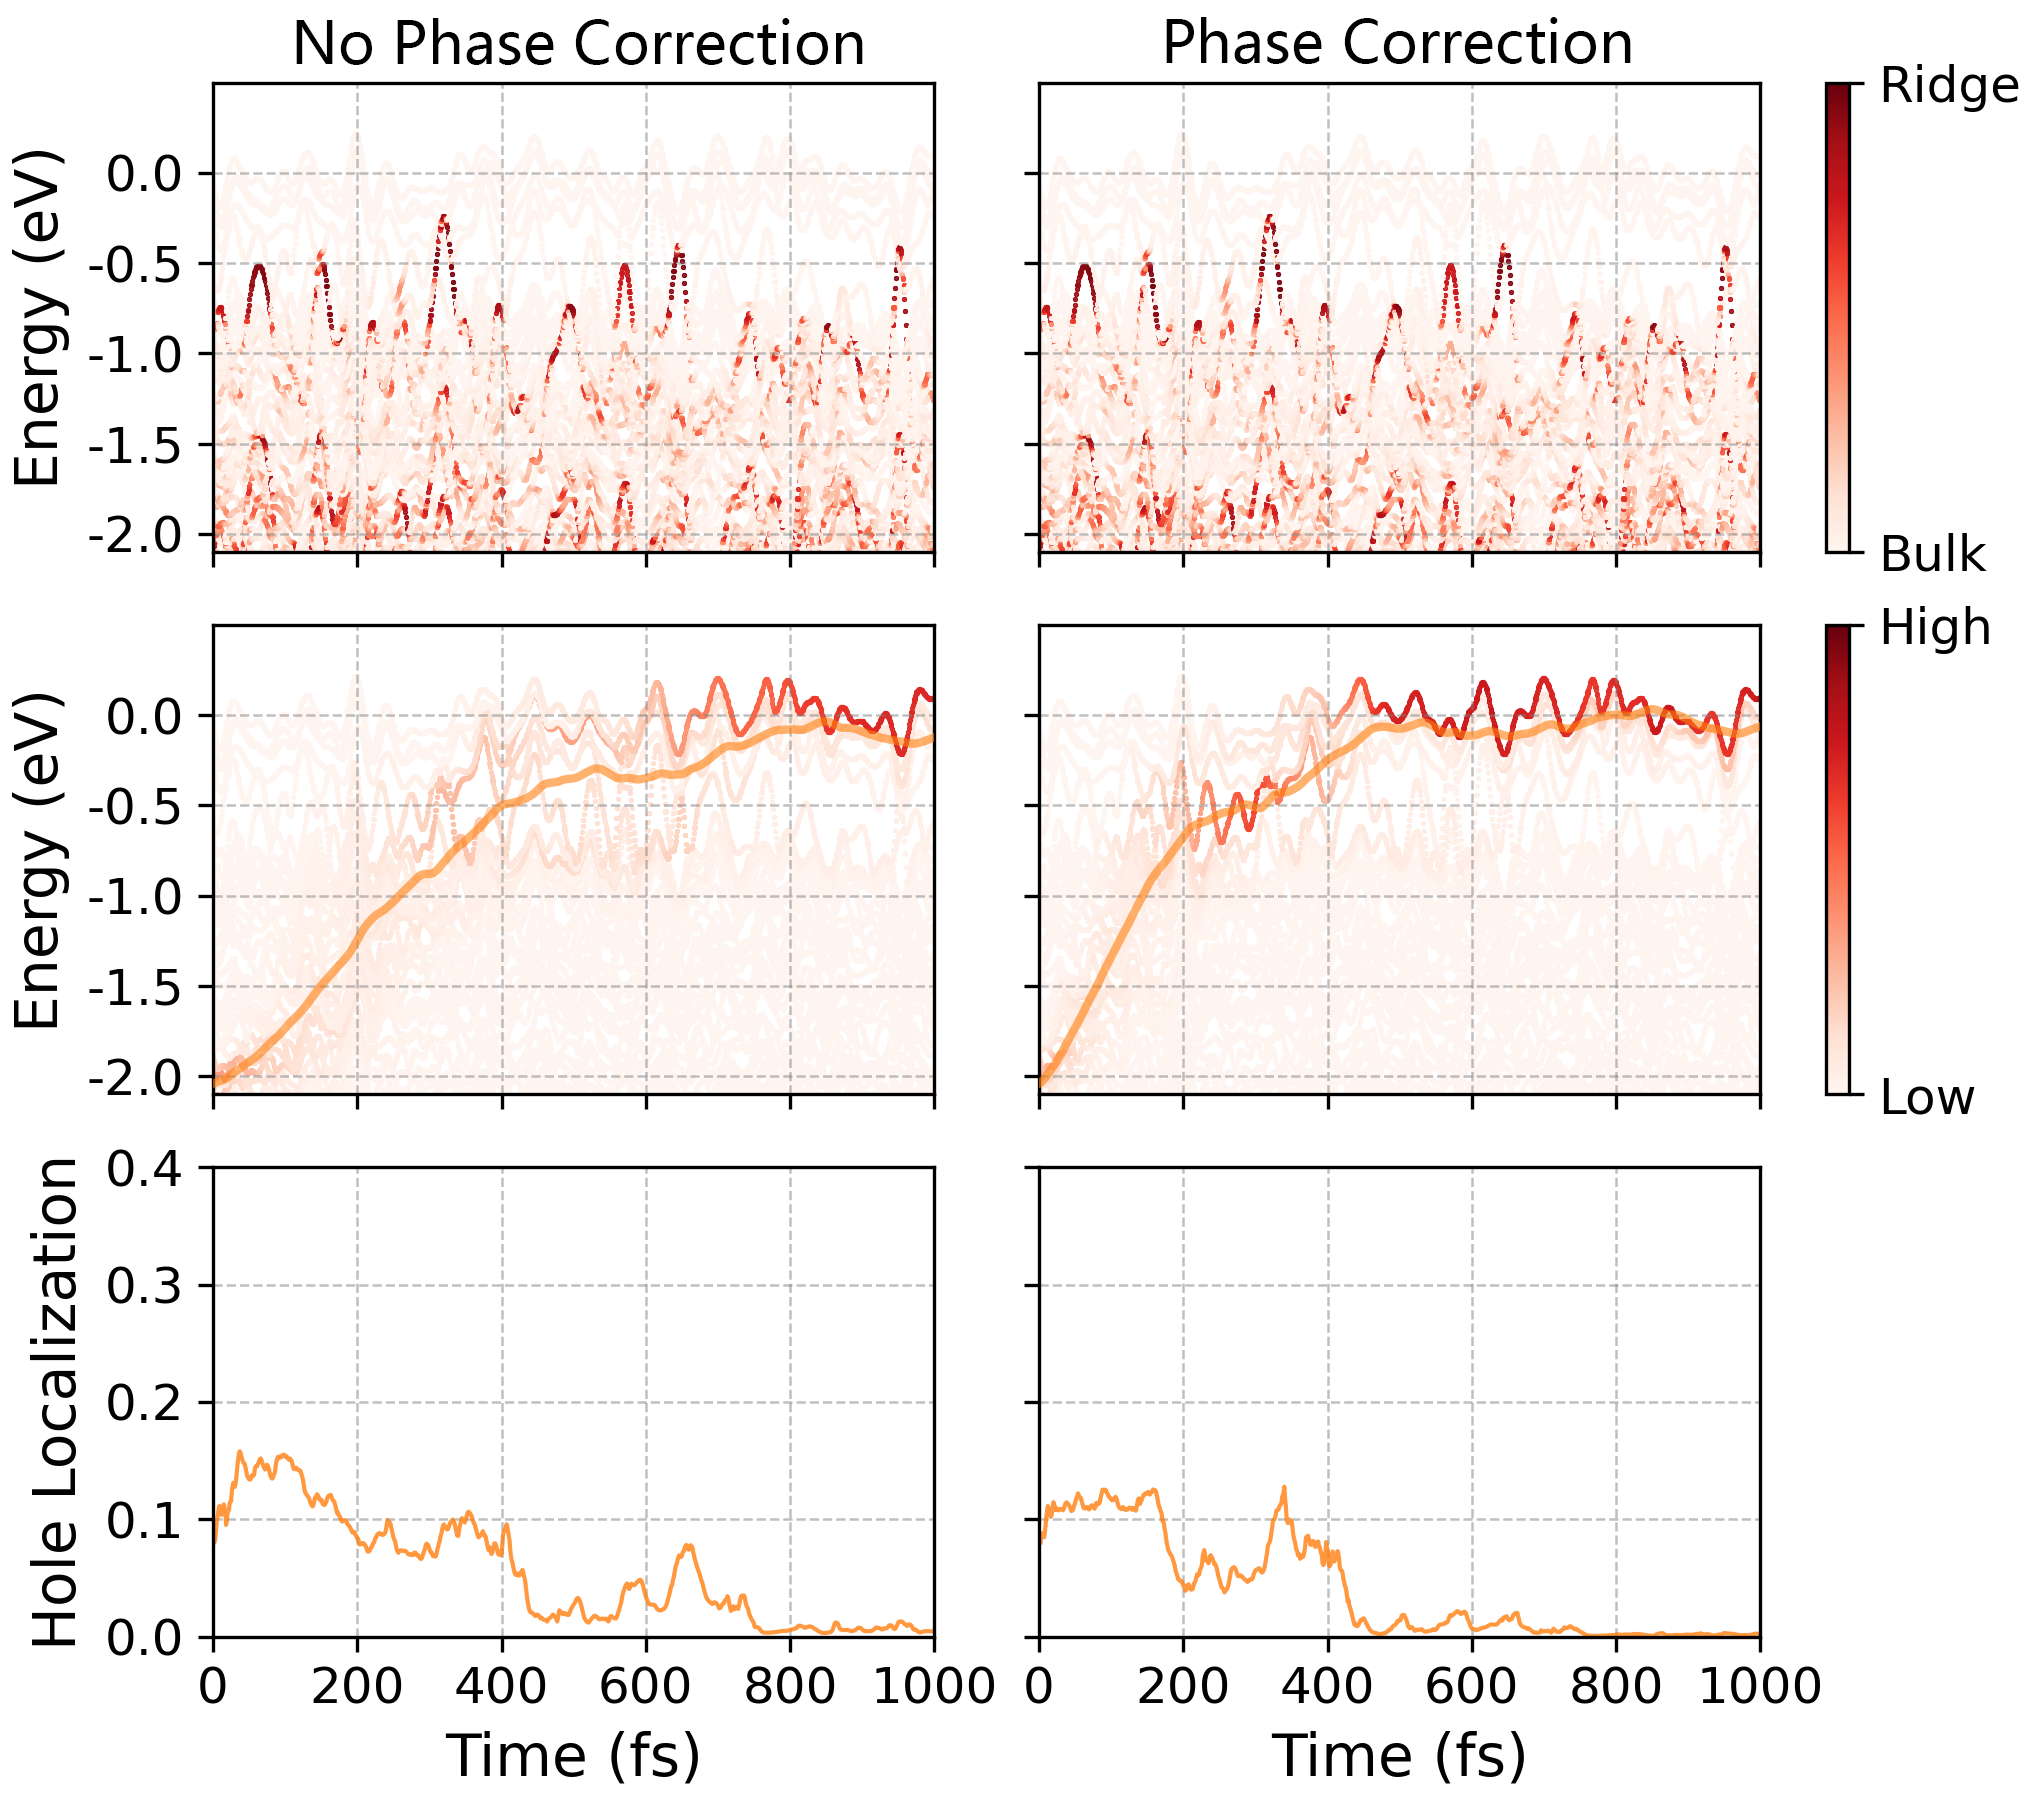 No Phase Correction
Phase Correction
Energy (eV)
0.0
-0.5
-1.0
-1.5
-2.0
Ridge
Bulk
Energy (eV)
0.0
-0.5
-1.0
-1.5
-2.0
High
Low
Hole Localization
0.4
0.3
0.2
0.1
0.0
0 200 400 600 800 1000
0 200 400 600 800 1000
Time (fs)
Time (fs)